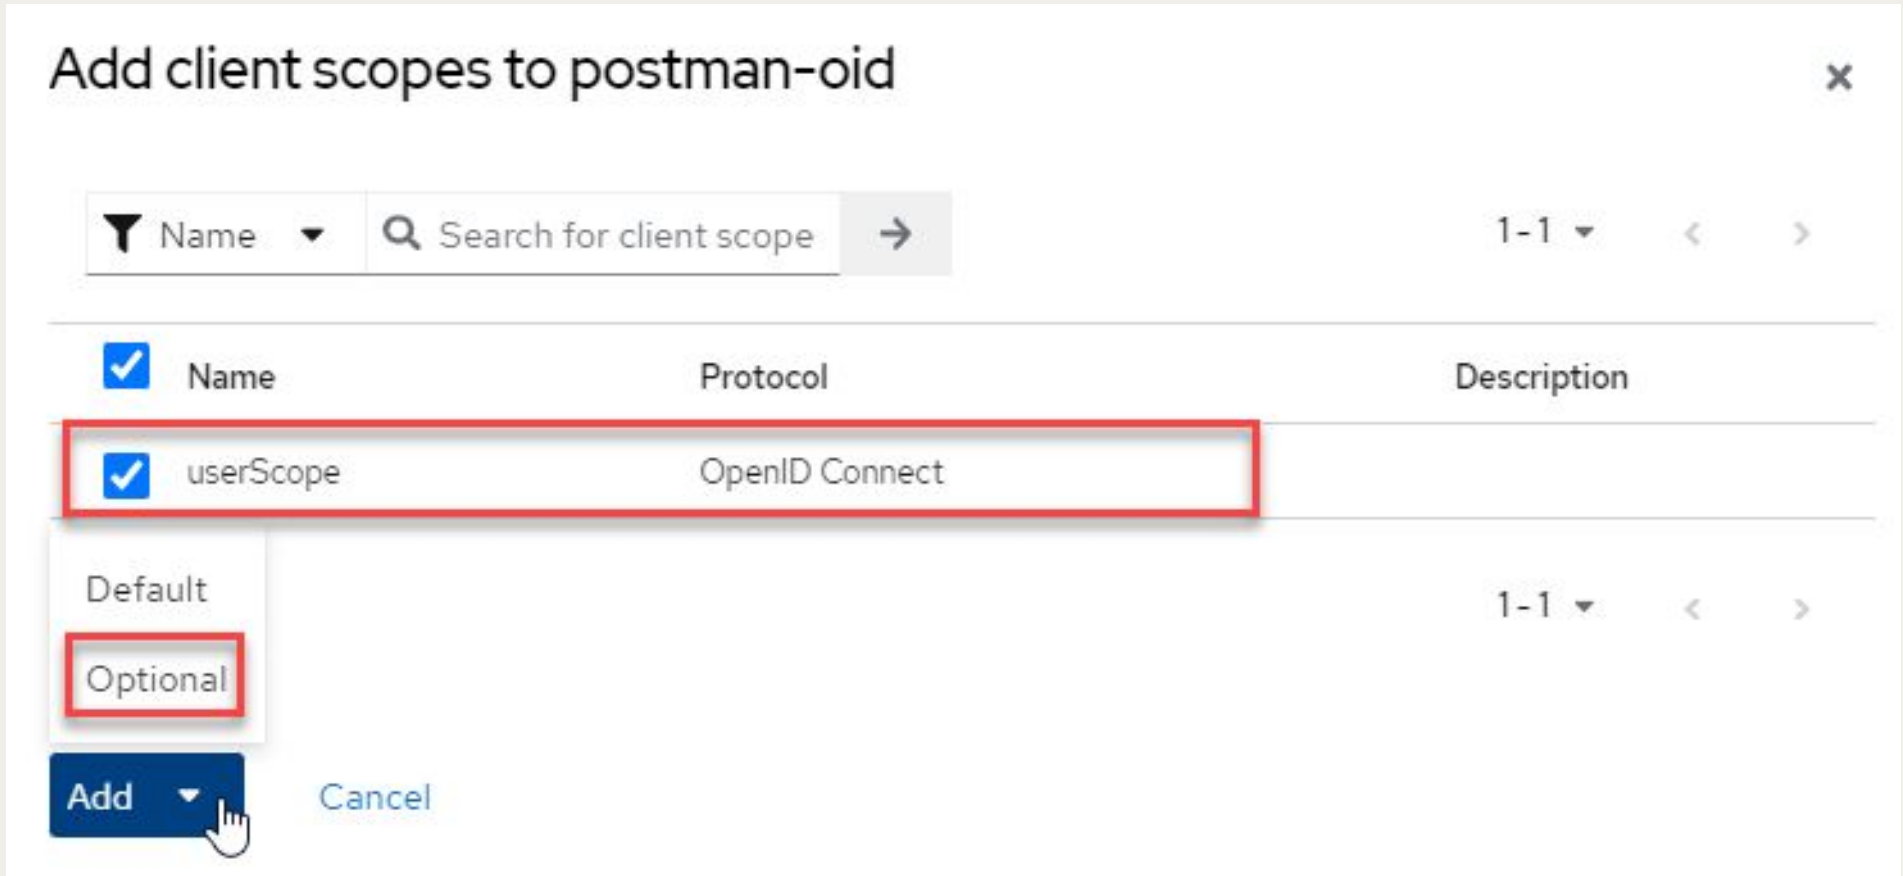 Add client scopes to postman-oid
Name Search for client scope 1-1
Name Protocol Description
userScope OpenID Connect
Default
1-1
Optional
Add Cancel